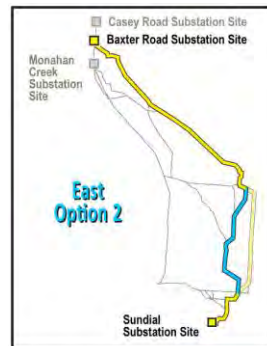 Casey Road Substation Site
Baxter Road Substation Site
Monahan
Creek
Substation
Site
East
Option 2
Sundial
Substation Site